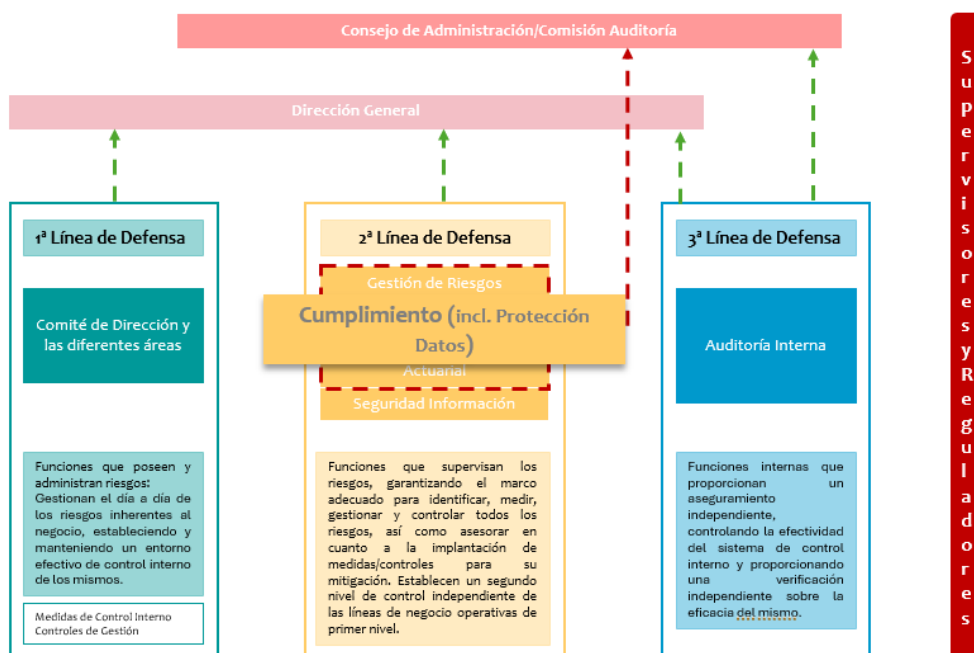 Consejo de Administración/Comisión Auditoría
Dirección General
1ª Línea de Defensa
Comité de Dirección y
las diferentes áreas
Funciones que poseen y
administran riesgos:
Gestionan el día a día de
los riesgos inherentes al
negocio, estableciendo y
manteniendo un entorno
efectivo de control interno
de los mismos.
Medidas de Control Interno
Controles de Gestión
2ª Línea de Defensa
Gestión de Riesgos
Cumplimiento (incl. Protección
Datos)
Actuarial
Seguridad Información
Funciones que supervisan los
riesgos, garantizando el marco
adecuado para identificar, medir,
gestionar y controlar todos los
riesgos, así como asesorar en
cuanto a la implantación de
medidas/controles para su
mitigación. Establecen un segundo
nivel de control independiente de
las líneas de negocio operativas de
primer nivel.
3ª Línea de Defensa
Auditoría Interna
Funciones internas que
proporcionan un
aseguramiento
independiente,
controlando la efectividad
del sistema de control
interno y proporcionando
una verificación
independiente sobre la
eficacia del mismo.
Supervisores y Reguladores